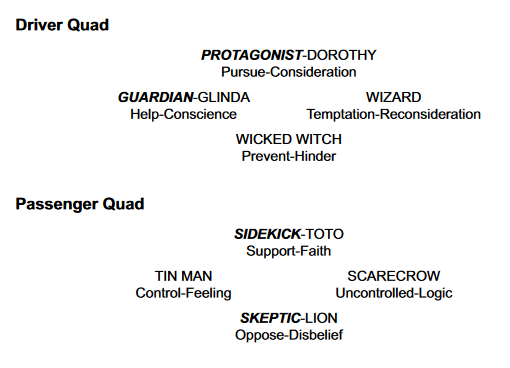 Driver Quad
PROTAGONIST-DOROTHY
Pursue-Consideration
GUARDIAN-GLINDA WIZARD
Help-Conscience Temptation-Reconsideration
WICKED WITCH
Prevent-Hinder
Passenger Quad
SIDEKICK-TOTO
Support-Faith
TIN MAN SCARECROW
Control-Feeling Uncontrolled-Logic
SKEPTIC-LION
Oppose-Disbelief